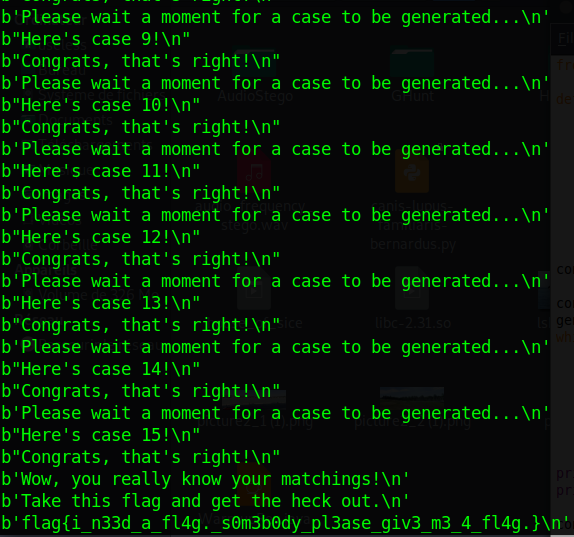 b'Please wait a moment for a case to be generated...\n'
b"Here's case 9!\n"
b"Congrats, that's right!\n"
b'Please wait a moment for a case to be generated...\n'
b"Here's case 10!\n"
b"Congrats, that's right!\n"
b'Please wait a moment for a case to be generated...\n'
b"Here's case 11!\n"
b"Congrats, that's right!\n"
b'Please wait a moment for a case to be generated...\n'
b"Here's case 12!\n"
b"Congrats, that's right!\n"
b'Please wait a moment for a case to be generated...\n'
b"Here's case 13!\n"
b"Congrats, that's right!\n"
b'Please wait a moment for a case to be generated...\n'
b"Here's case 14!\n"
b"Congrats, that's right!\n"
b'Please wait a moment for a case to be generated...\n'
b"Here's case 15!\n"
b"Congrats, that's right!\n"
b'Wow, you really know your matchings!\n'
b'Take this flag and get the heck out.\n'
b'flag{i_n33d_a_fl4g._s0m3b0dy_pl3ase_giv3_m3_4_fl4g.}\n'